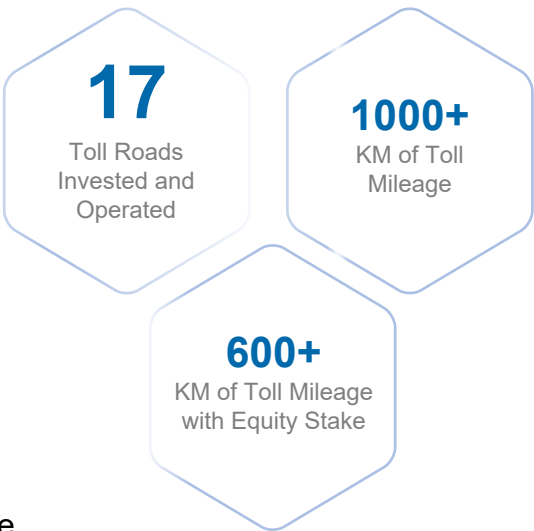 17
Toll Roads
Invested and
Operated
1000+
KM of Toll
Mileage
600+
KM of Toll Mileage
with Equity Stake
e